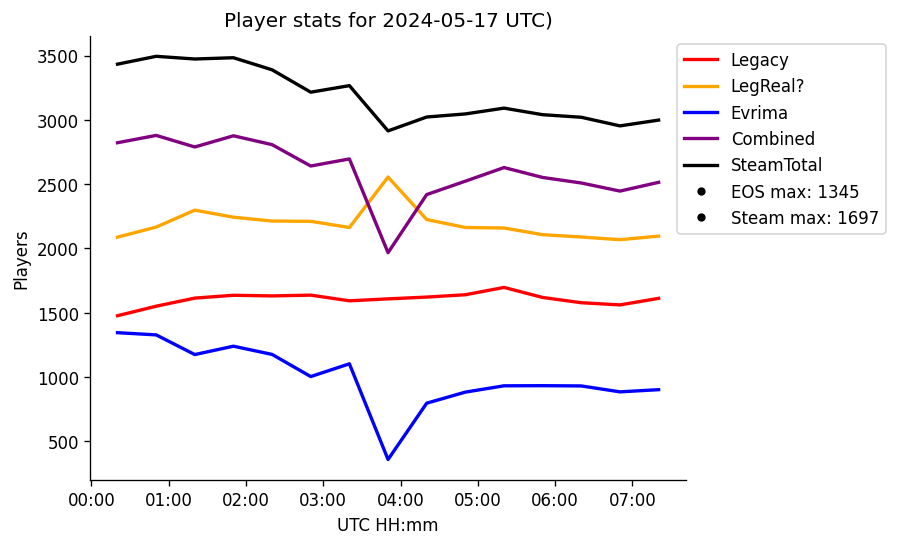 Player stats for 2024-05-17 UTC)
3500
3000
2500
2000
1500
1000
500
Players
00:00 01:00 02:00 03:00 04:00 05:00 06:00 07:00
UTC HH:mm
Legacy
LegReal?
Evrima
Combined
SteamTotal
EOS max: 1345
Steam max: 1697